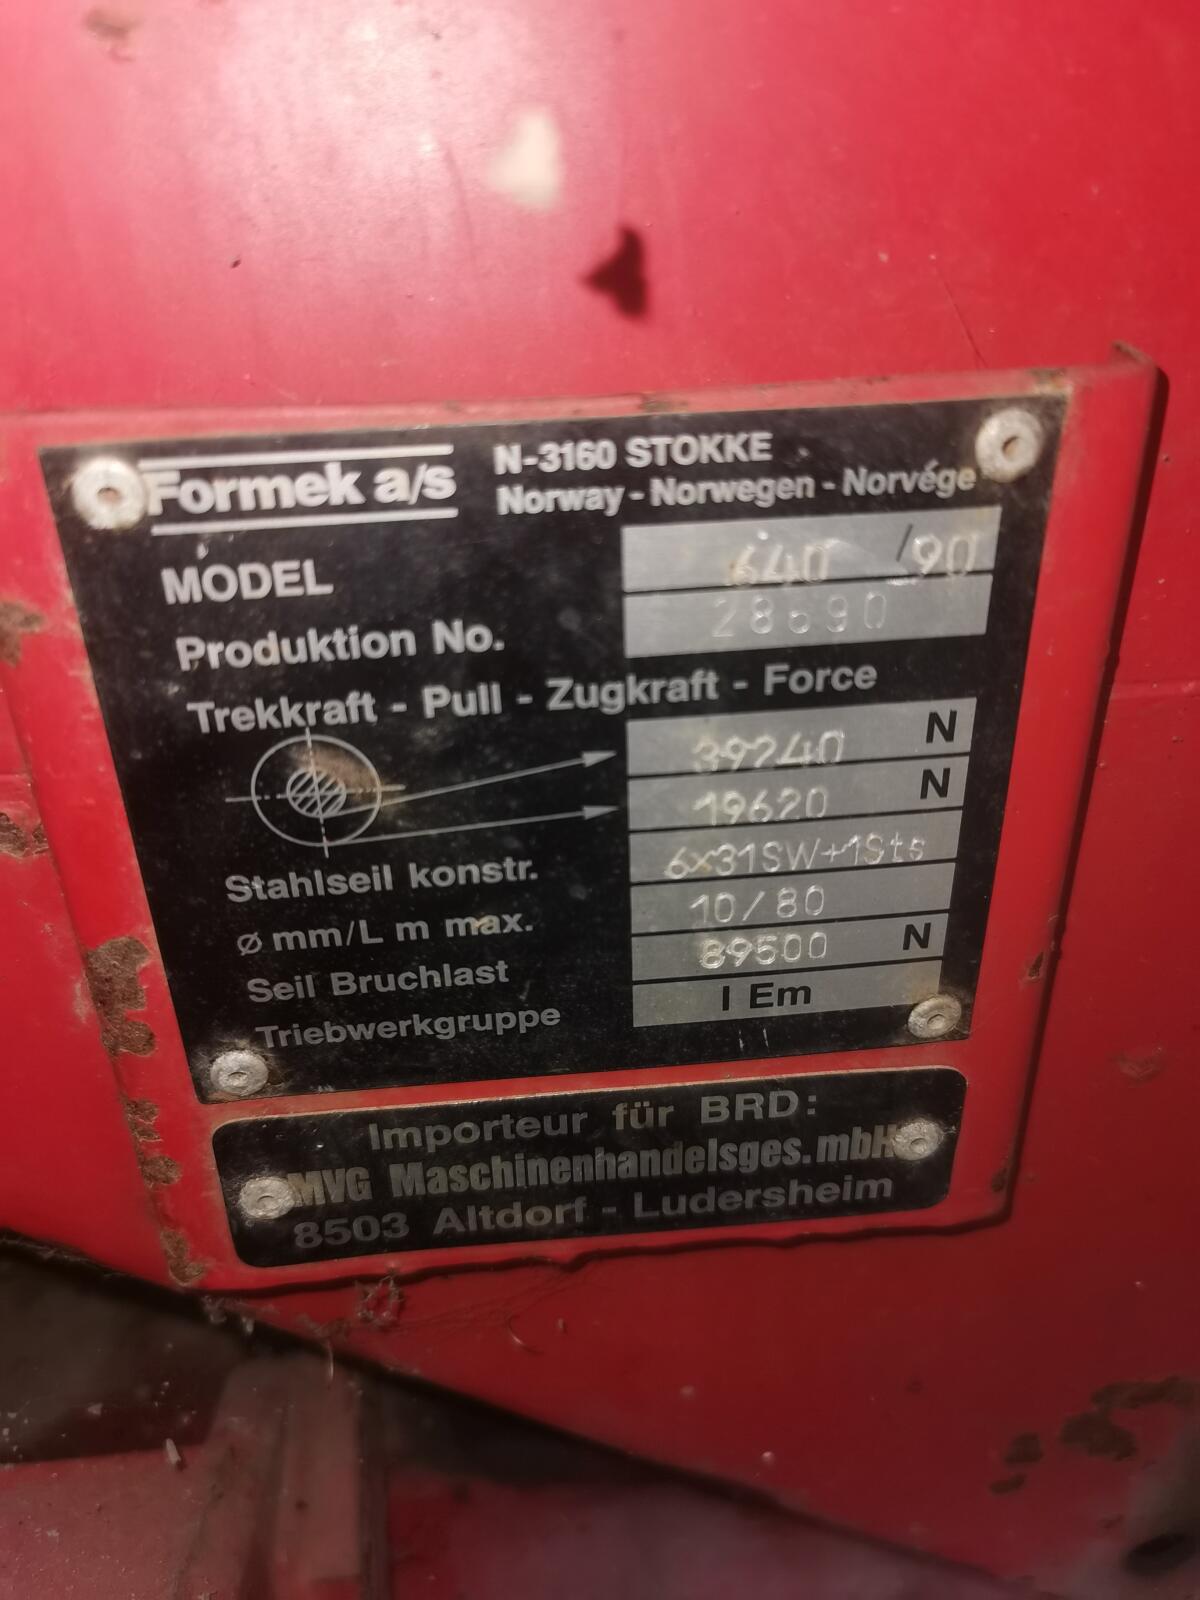 Formek a/s N-3160 STOKKE
Norway - Norwegen - Norvége
MODEL 640 /90
Produktion No. 28690
Trekkraft - Pull - Zugkraft - Force
39240 N
19620 N
Stahlseil konstr. 6x31SW+1Sts
ø mm/L m max. 10/80
Seil Bruchlast 89500 N
Triebwerkgruppe I Em
Importeur für BRD:
MVG Maschinenhandelsges. mbH
8503 Altdorf - Ludersheim